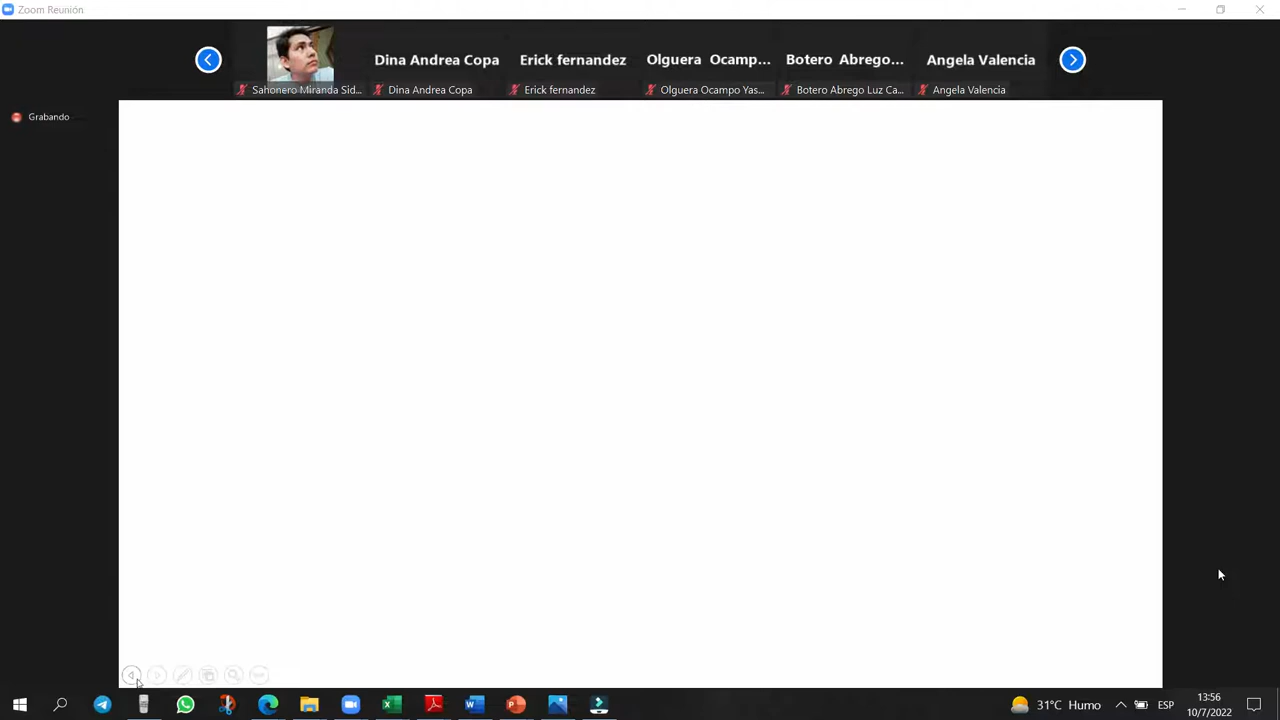 Zoom Reunión
Dina Andrea Copa
Erick fernandez
Olguera Ocamp...
Botero Abrego...
Angela Valencia
Sahonero Miranda Sid...
Dina Andrea Copa
Erick fernandez
Olguera Ocampo Yas...
Botero Abrego Luz Ca...
Angela Valencia
Grabando
31°C Humo
ESP
13:56
10/7/2022